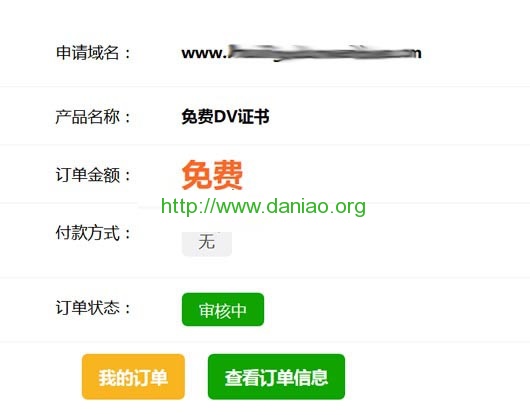 申请域名： www.
产品名称： 免费DV证书
订单金额： 免费
http://www.daniao.org
付款方式： 无
订单状态： 审核中
我的订单 查看订单信息